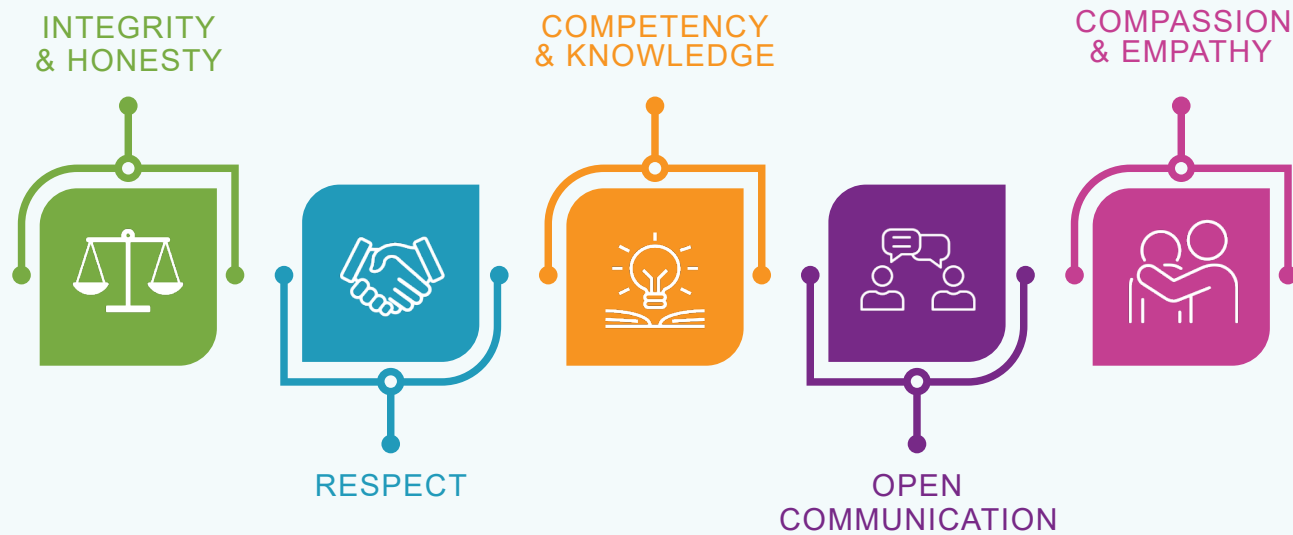 INTEGRITY
& HONESTY
RESPECT
COMPETENCY
& KNOWLEDGE
OPEN
COMMUNICATION
COMPASSION
& EMPATHY